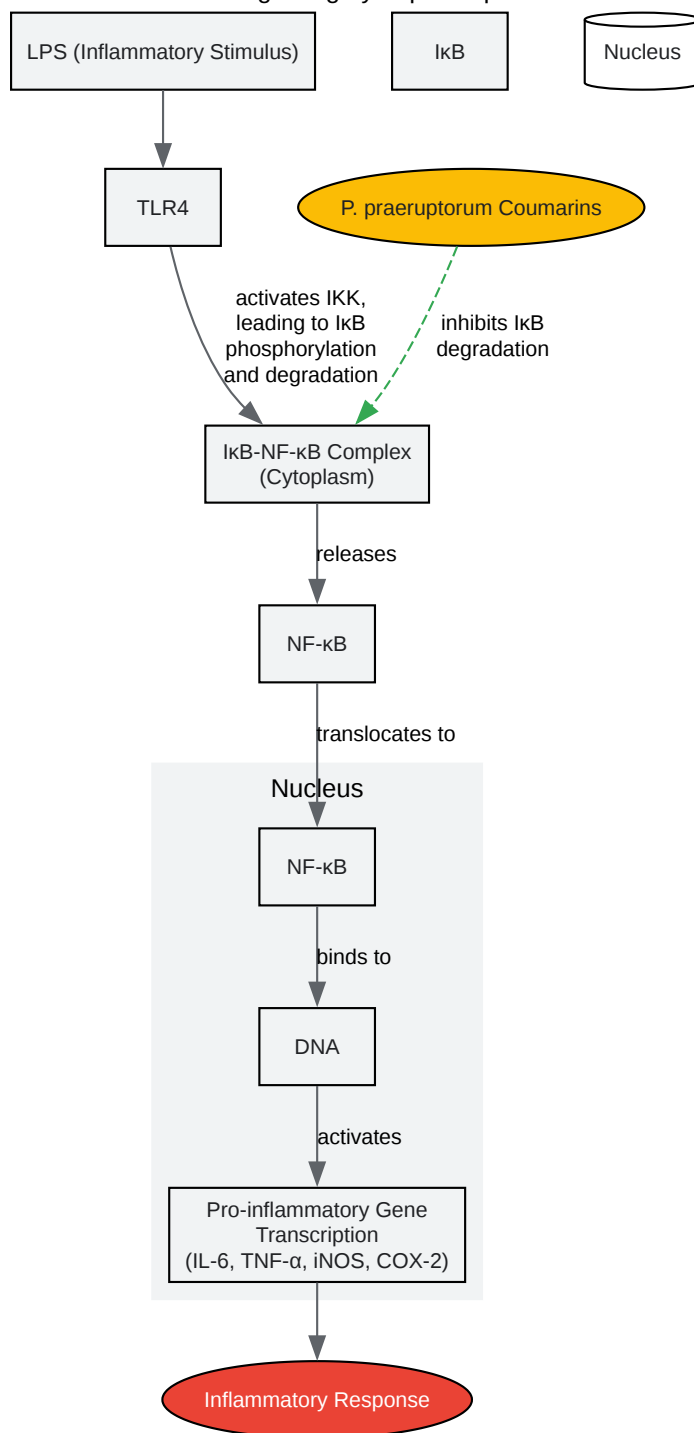 LPS (Inflammatory Stimulus)
IκB
Nucleus
TLR4
P. praeruptorum Coumarins
activates IKK,
leading to IκB
phosphorylation
and degradation
inhibits IκB
degradation
IκB-NF-κB Complex
(Cytoplasm)
releases
NF-κB
translocates to
Nucleus
NF-κB
binds to
DNA
activates
Pro-inflammatory Gene
Transcription
(IL-6, TNF-α, iNOS, COX-2)
Inflammatory Response